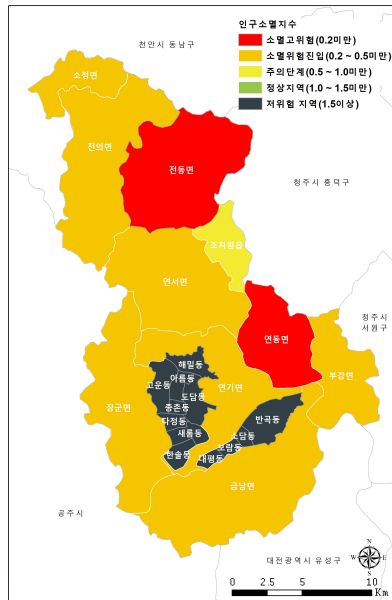 인구소멸지수
소멸고위험(0.2미만)
소멸위험진입(0.2 ~ 0.5미만)
주의단계(0.5 ~ 1.0미만)
정상지역(1.0 ~ 1.5미만)
저위험 지역(1.5이상)
천안시 동남구
소정면
전의면
전동면
청주시 흥덕구
조치원읍
연서면
청주시
서원구
연동면
해밀동
아름동
고운동
연기면
부강면
도담동
장군면
종촌동
반곡동
다정동
새롬동
소담동
보람동
한솔동
대평동
금남면
공주시
대전광역시 유성구
N
W
E
S
0 2.5 5 10
Km